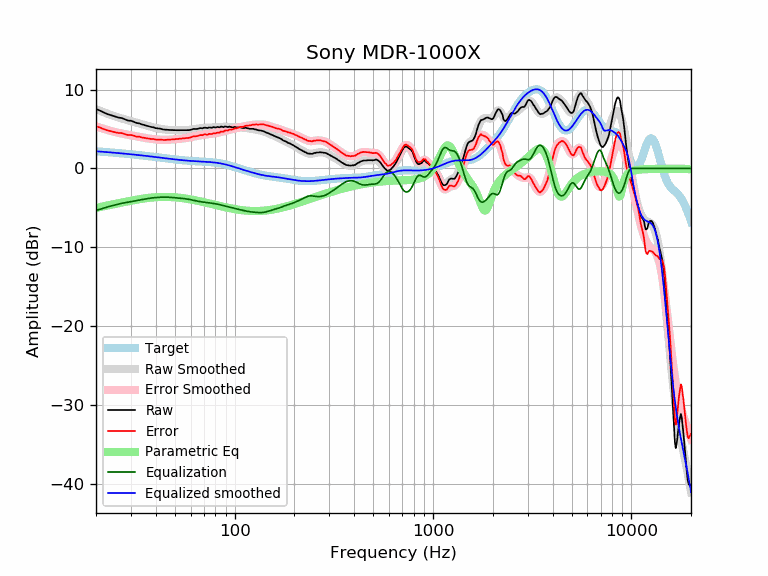 Sony MDR-1000X
10
0
−10
−20
−30
−40
Amplitude (dBr)
Target
Raw Smoothed
Error Smoothed
Raw
Error
Parametric Eq
Equalization
Equalized smoothed
100
1000
10000
Frequency (Hz)